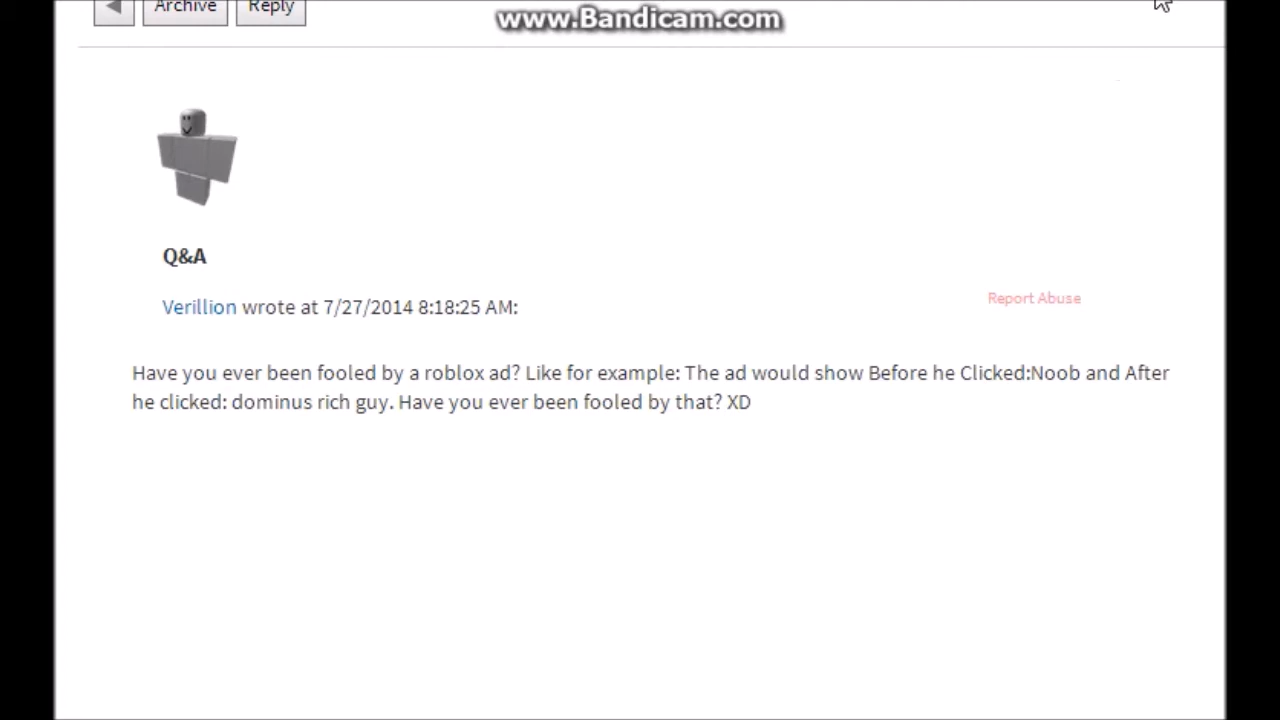 www.Bandicam.com
Archive Reply
Q&A
Verillion wrote at 7/27/2014 8:18:25 AM:
Report Abuse
Have you ever been fooled by a roblox ad? Like for example: The ad would show Before he Clicked:Noob and After
he clicked: dominus rich guy. Have you ever been fooled by that? XD